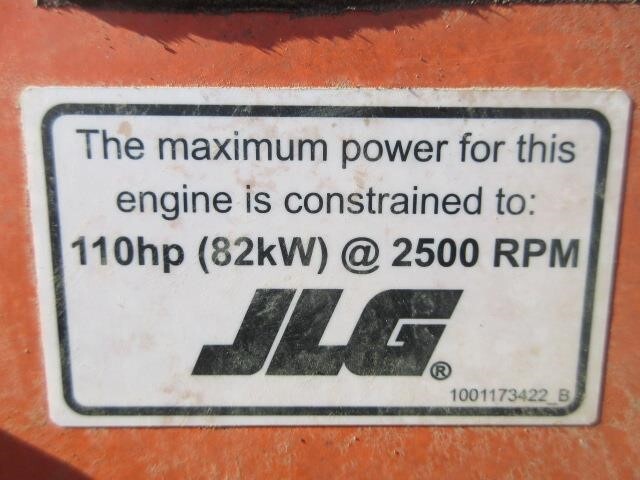 The maximum power for this
engine is constrained to:
110hp (82kW) @ 2500 RPM
JLG®
1001173422_B